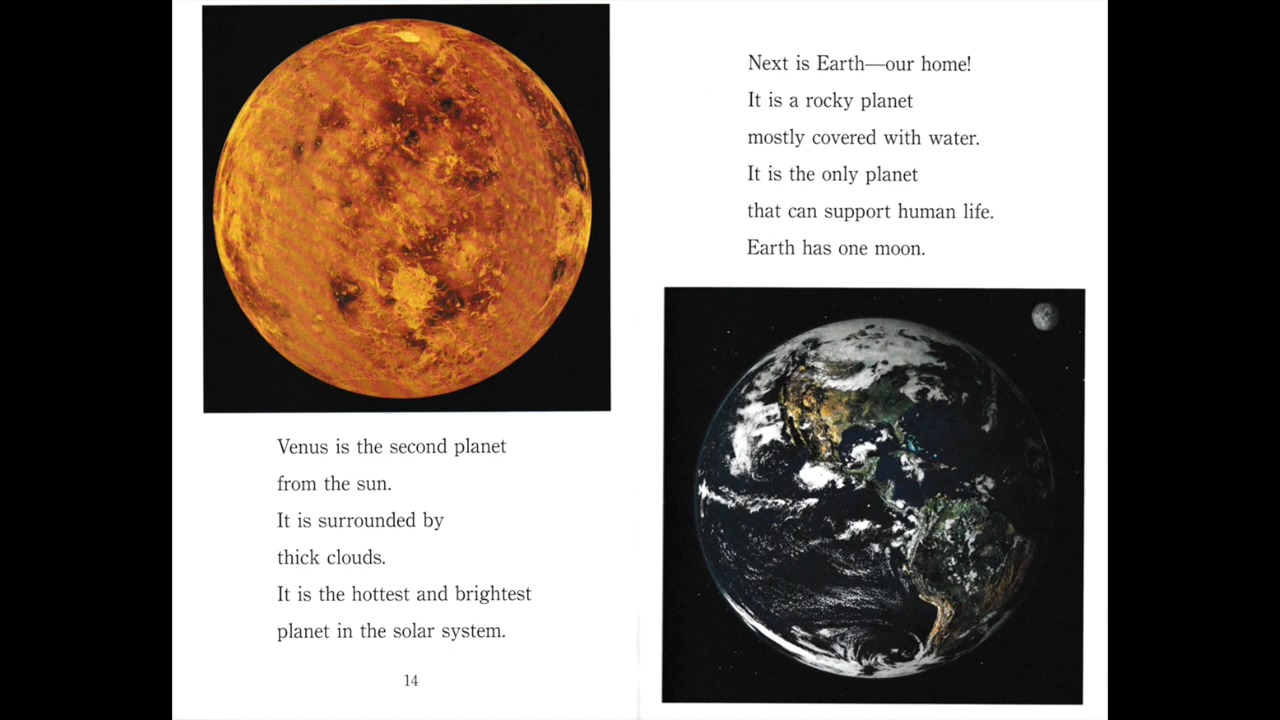 Venus is the second planet
from the sun.
It is surrounded by
thick clouds.
It is the hottest and brightest
planet in the solar system.
14
Next is Earth—our home!
It is a rocky planet
mostly covered with water.
It is the only planet
that can support human life.
Earth has one moon.